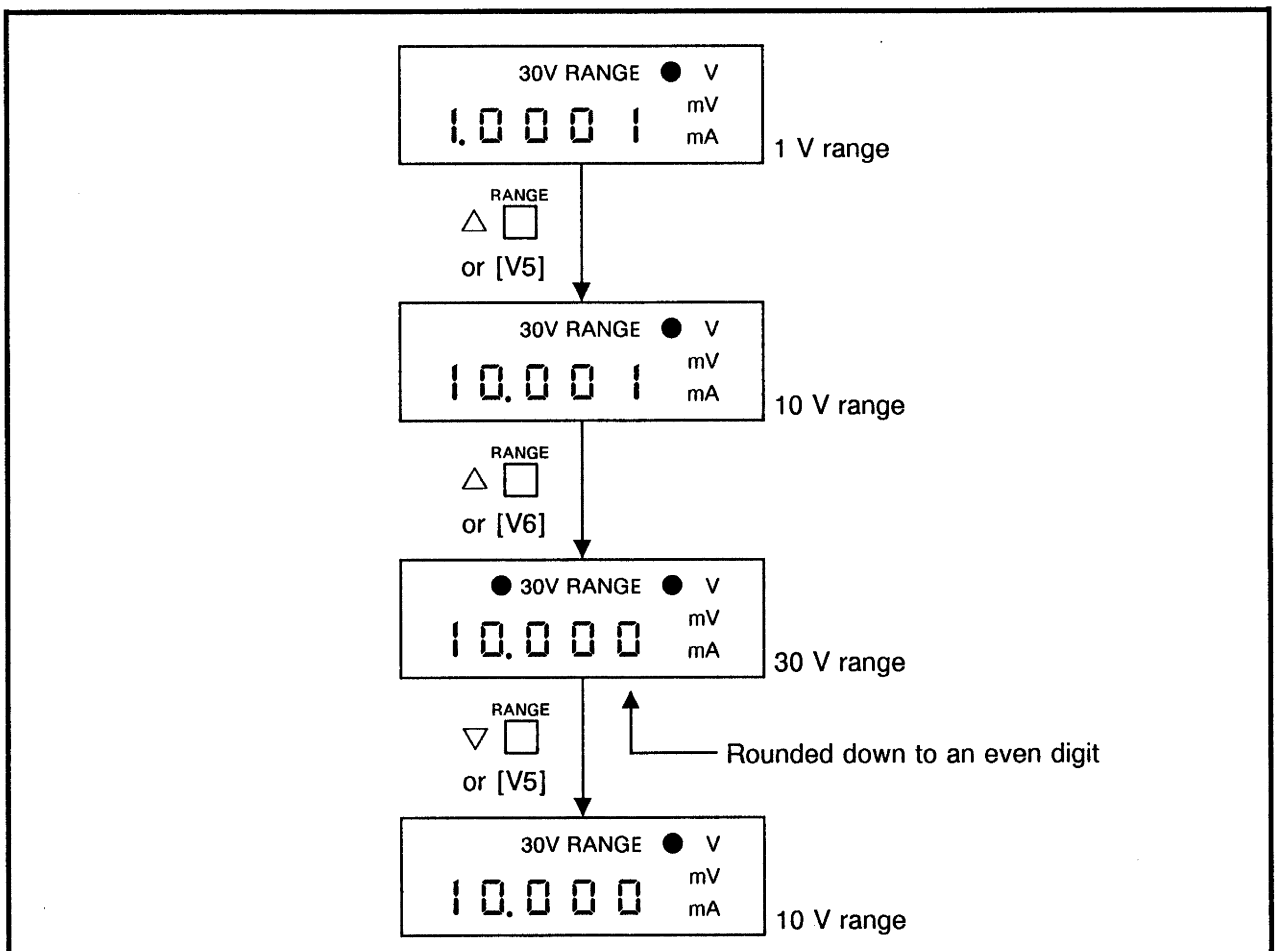 30V RANGE ● V
mV
1.0001 mA
1 V range
RANGE
△ □
or [V5]
30V RANGE ● V
mV
10.001 mA
10 V range
RANGE
△ □
or [V6]
● 30V RANGE ● V
mV
10.000 mA
30 V range
RANGE
▽ □
or [V5]
Rounded down to an even digit
30V RANGE ● V
mV
10.000 mA
10 V range